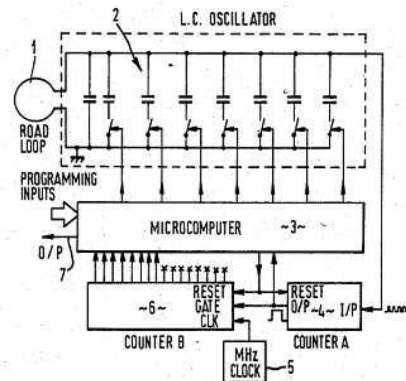 L.C. OSCILLATOR
1
2
ROAD
LOOP
PROGRAMMING
INPUTS
MICROCOMPUTER ~3~
O/P
7
RESET RESET
~6~ GATE O/P ~4~ I/P
CLK
COUNTER B COUNTER A
MHz
CLOCK 5